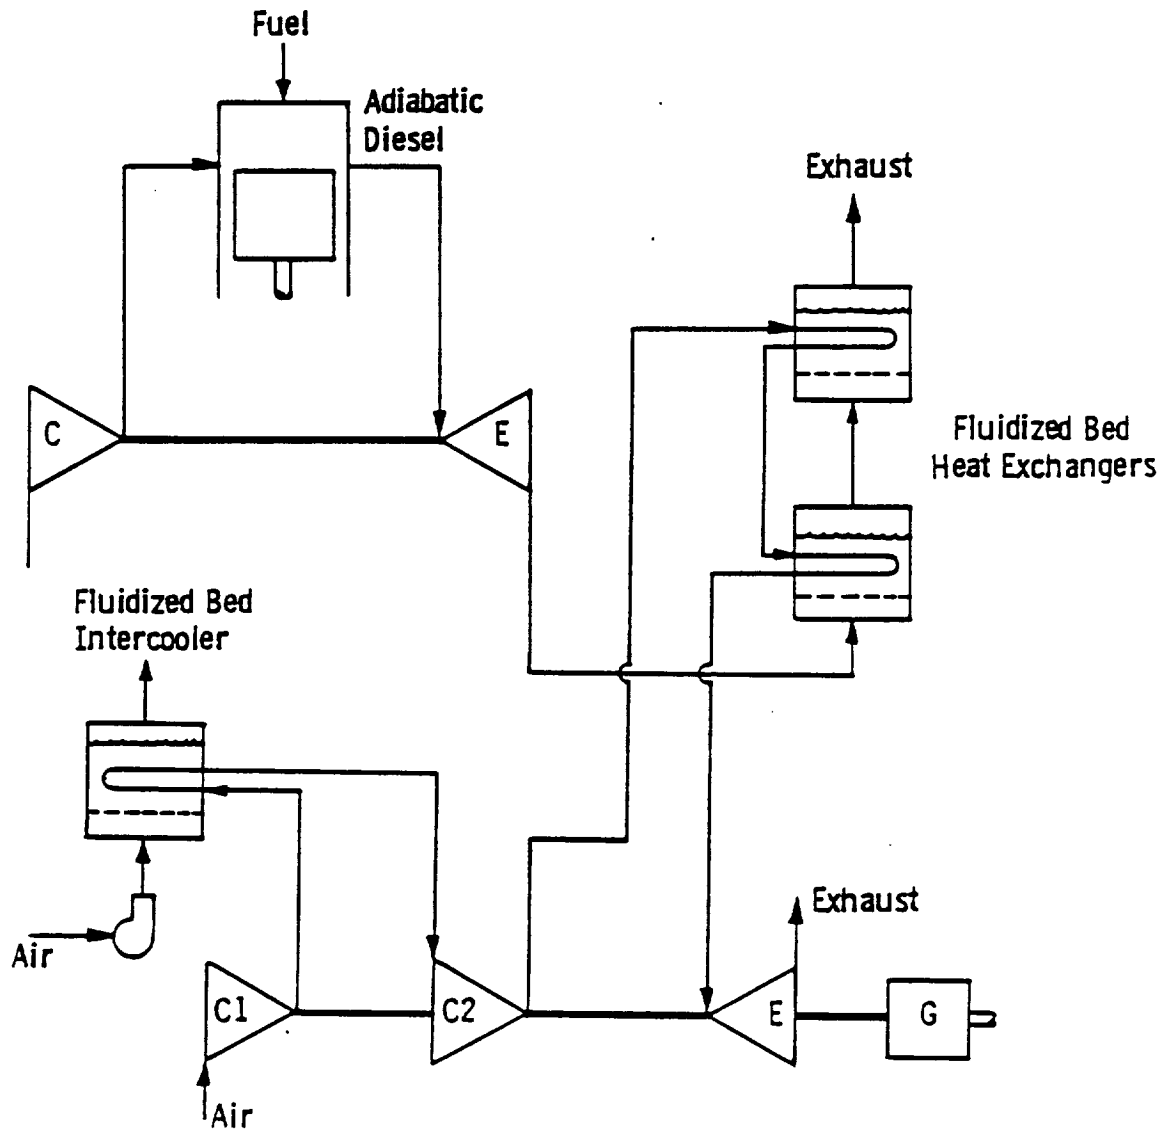 Fuel
Adiabatic
Diesel
Exhaust
C
E
Fluidized Bed
Heat Exchangers
Fluidized Bed
Intercooler
Air
Exhaust
C1
C2
E
G
Air